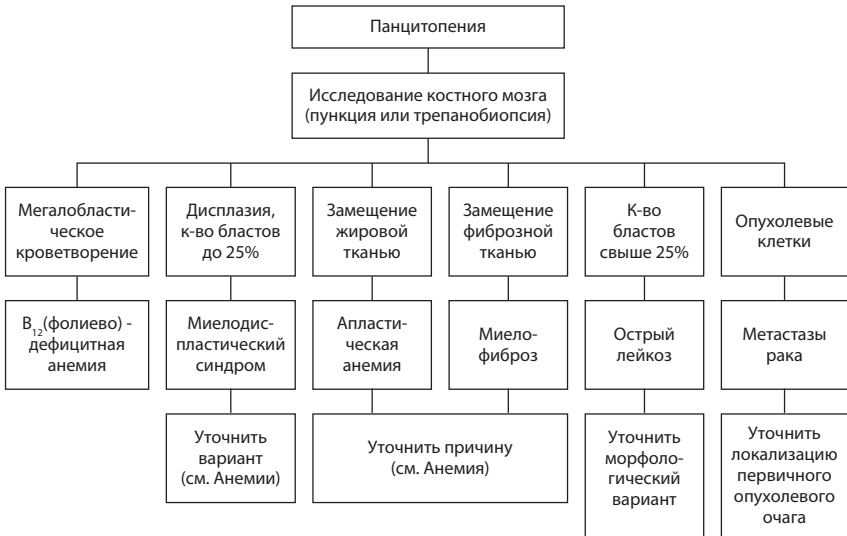 Панцитопения
Исследование костного мозга
(пункция или трепанобиопсия)
Мегалобласти-
ческое
кроветворение
Дисплазия,
к-во бластов
до 25%
Замещение
жировой
тканью
Замещение
фиброзной
тканью
К-во
бластов
свыше 25%
Опухолевые
клетки
B₁₂(фолиево) -
дефицитная
анемия
Миелодис-
пластический
синдром
Апласти-
ческая
анемия
Миело-
фиброз
Острый
лейкоз
Метастазы
рака
Уточнить
вариант
(см. Анемии)
Уточнить причину
(см. Анемия)
Уточнить
морфоло-
гический
вариант
Уточнить
локализацию
первичного
опухолевого
очага